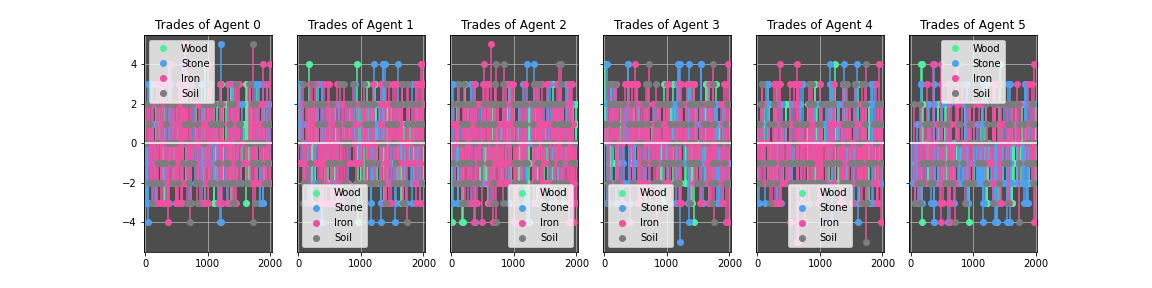 Trades of Agent 0
Trades of Agent 1
Trades of Agent 2
Trades of Agent 3
Trades of Agent 4
Trades of Agent 5
4
2
0
−2
−4
Wood
Stone
Iron
Soil
0
1000
2000
Wood
Stone
Iron
Soil
0
1000
2000
Wood
Stone
Iron
Soil
0
1000
2000
Wood
Stone
Iron
Soil
0
1000
2000
Wood
Stone
Iron
Soil
0
1000
2000
Wood
Stone
Iron
Soil
0
1000
2000